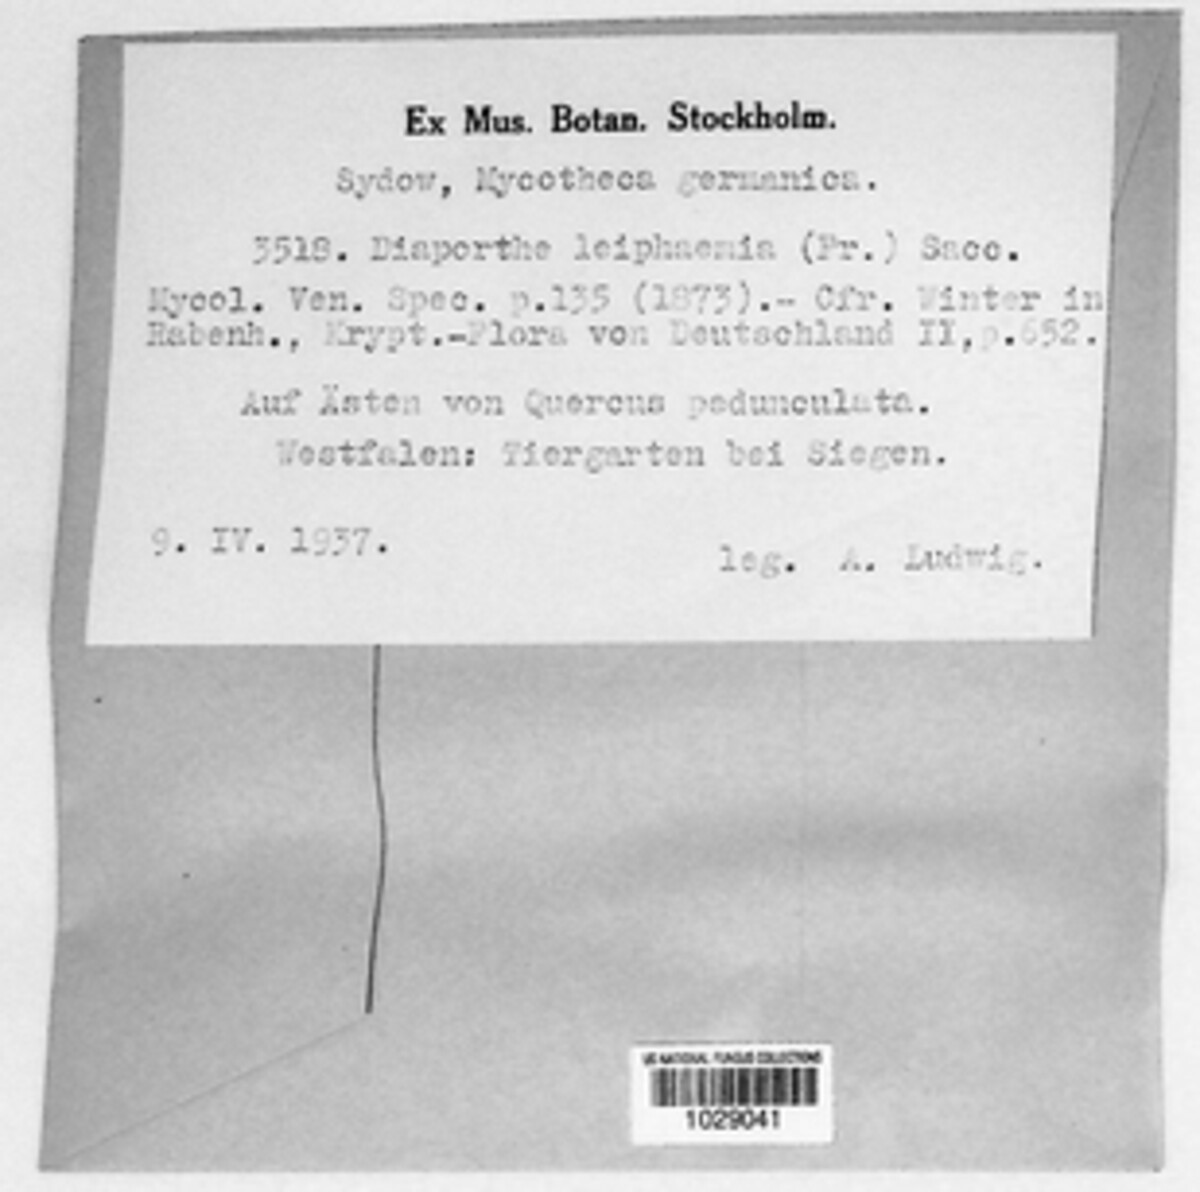 Ex Mus. Botan. Stockholm.
Sydow, Mycotheca germanica.
3518. Diaporthe leiphaemia (Fr.) Sacc.
Mycol. Ven. Spec. p.135 (1873).- Cfr. Winter in
Rabenh., Krypt.-Flora von Deutschland II, p.652.
Auf Ästen von Quercus pedunculata.
Westfalen: Tiergarten bei Siegen.
9. IV. 1937.
leg. A. Ludwig.
US NATIONAL FUNGUS COLLECTIONS
1029041